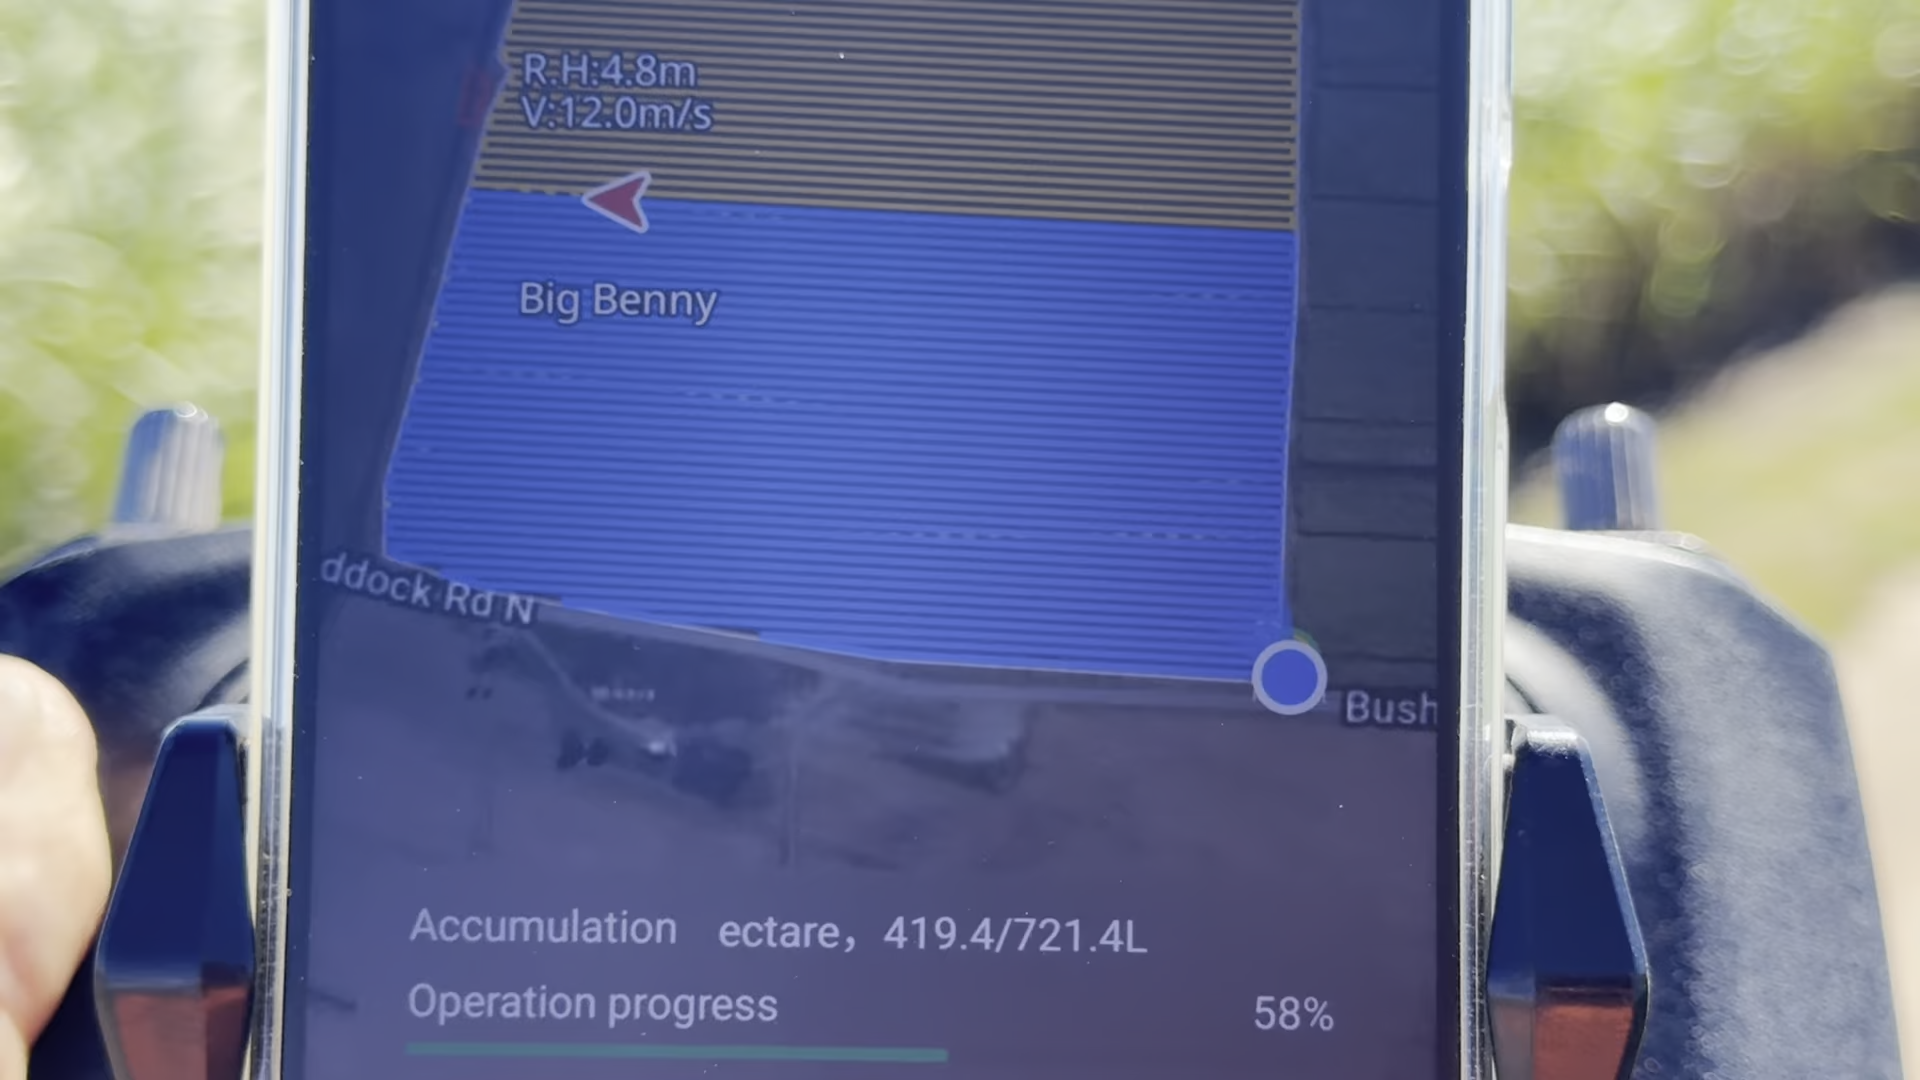 R.H:4.8m
V:12.0m/s
Big Benny
ddock Rd N
Bush
Accumulation ectare, 419.4/721.4L
Operation progress 58%